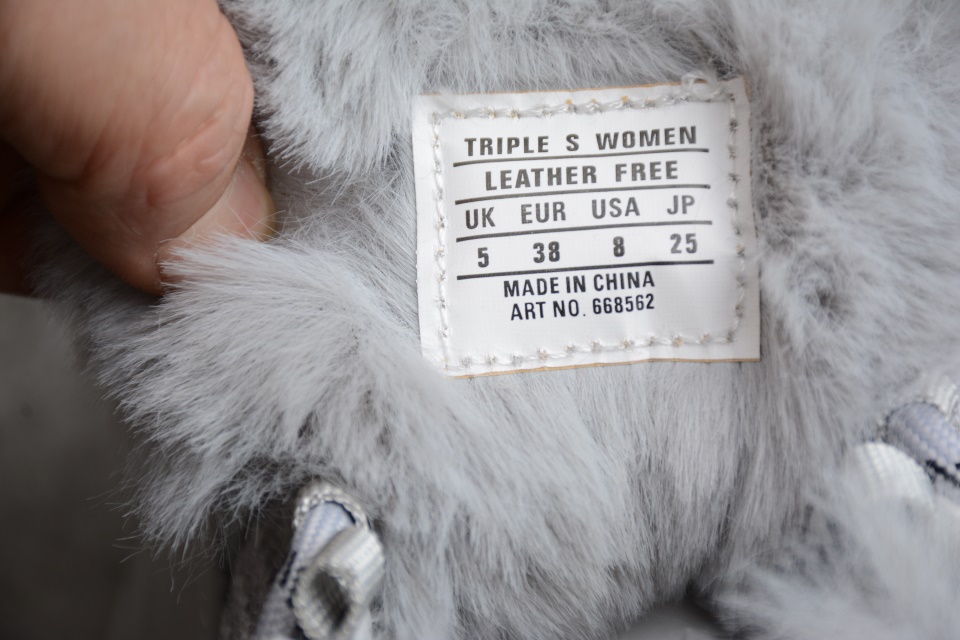 TRIPLE S WOMEN
LEATHER FREE
UK EUR USA JP
5 38 8 25
MADE IN CHINA
ART NO. 668562